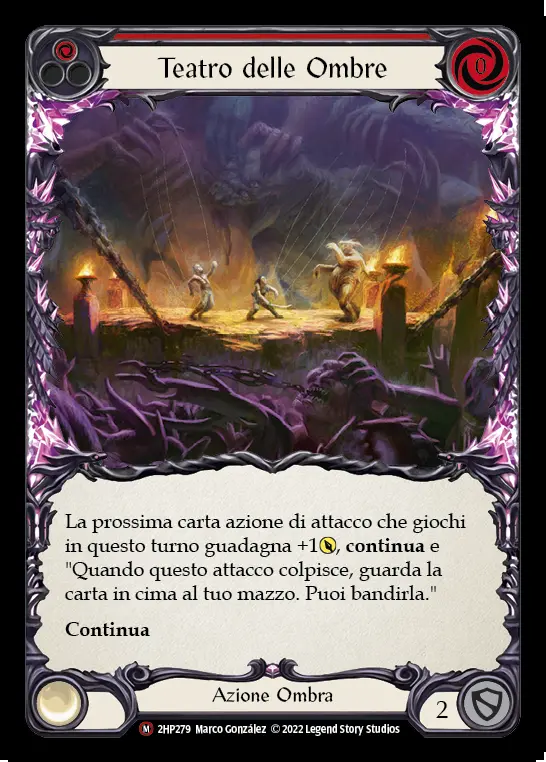 Teatro delle Ombre
0
La prossima carta azione di attacco che giochi
in questo turno guadagna +1, continua e
"Quando questo attacco colpisce, guarda la
carta in cima al tuo mazzo. Puoi bandirla."
Continua
Azione Ombra
2
M 2HP279 Marco González © 2022 Legend Story Studios